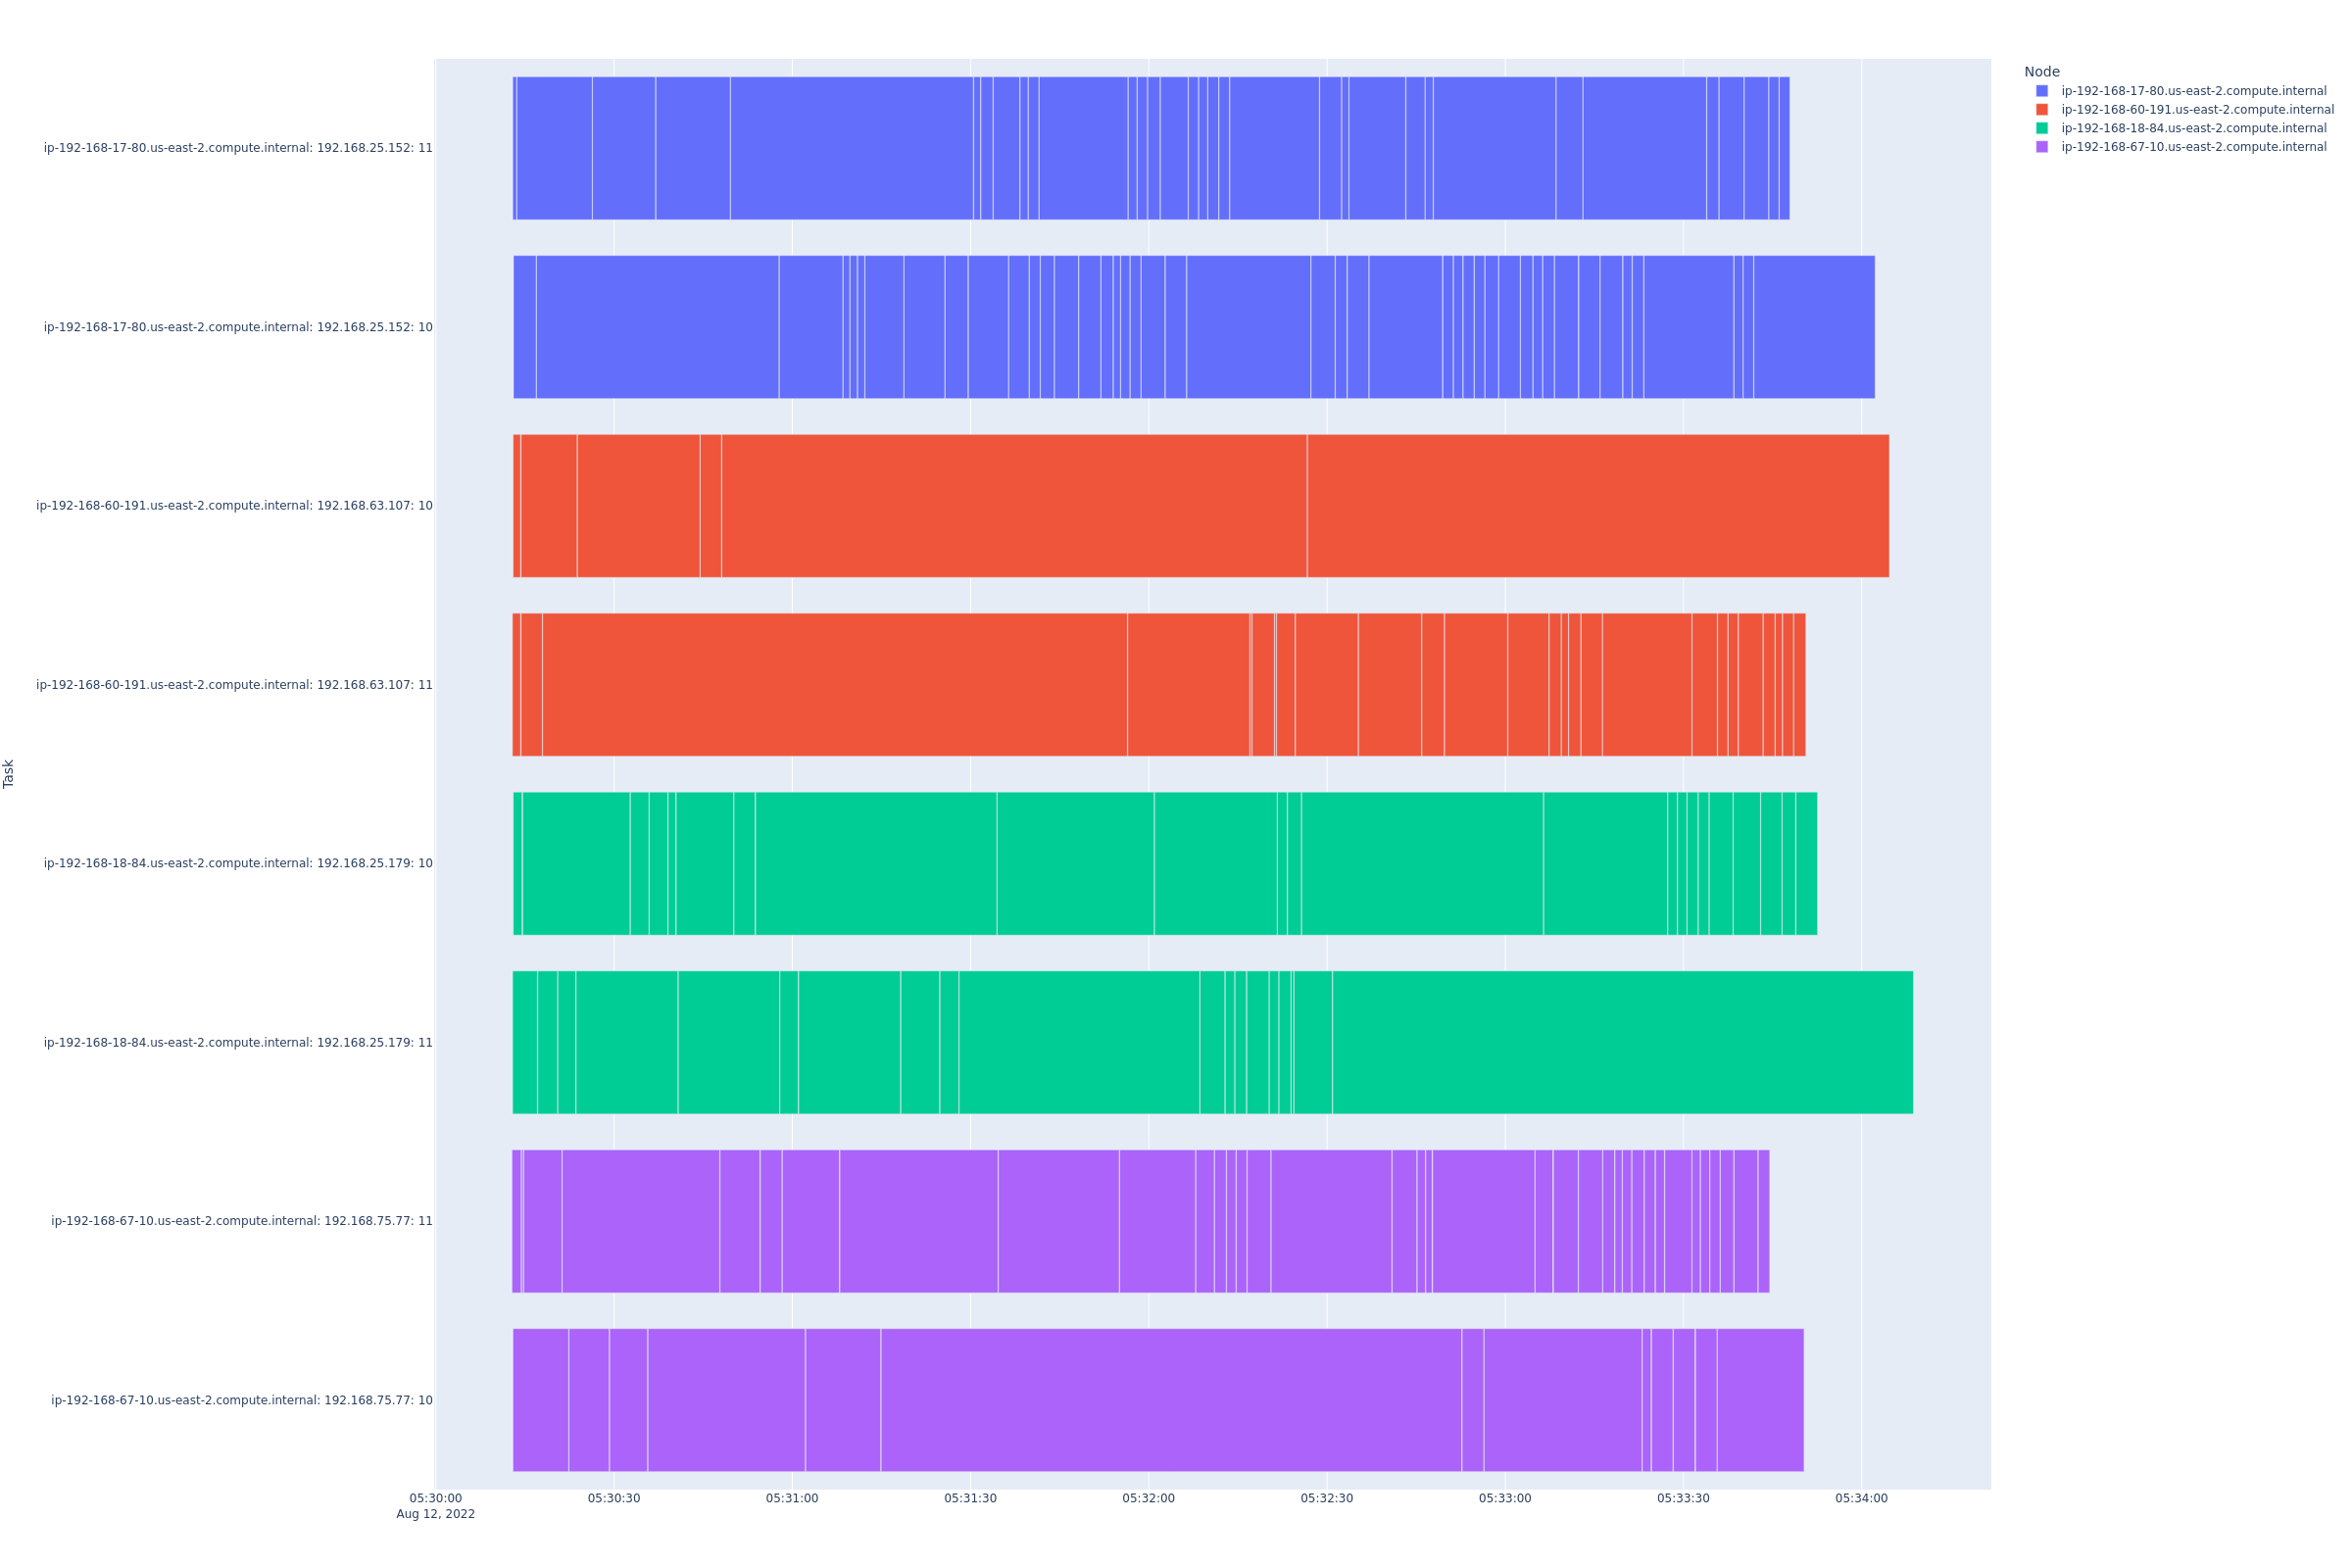 Node
ip-192-168-17-80.us-east-2.compute.internal
ip-192-168-60-191.us-east-2.compute.internal
ip-192-168-18-84.us-east-2.compute.internal
ip-192-168-67-10.us-east-2.compute.internal
ip-192-168-17-80.us-east-2.compute.internal: 192.168.25.152: 11
ip-192-168-17-80.us-east-2.compute.internal: 192.168.25.152: 10
ip-192-168-60-191.us-east-2.compute.internal: 192.168.63.107: 10
ip-192-168-60-191.us-east-2.compute.internal: 192.168.63.107: 11
Task
ip-192-168-18-84.us-east-2.compute.internal: 192.168.25.179: 10
ip-192-168-18-84.us-east-2.compute.internal: 192.168.25.179: 11
ip-192-168-67-10.us-east-2.compute.internal: 192.168.75.77: 11
ip-192-168-67-10.us-east-2.compute.internal: 192.168.75.77: 10
05:30:00 05:30:30 05:31:00 05:31:30 05:32:00 05:32:30 05:33:00 05:33:30 05:34:00
Aug 12, 2022